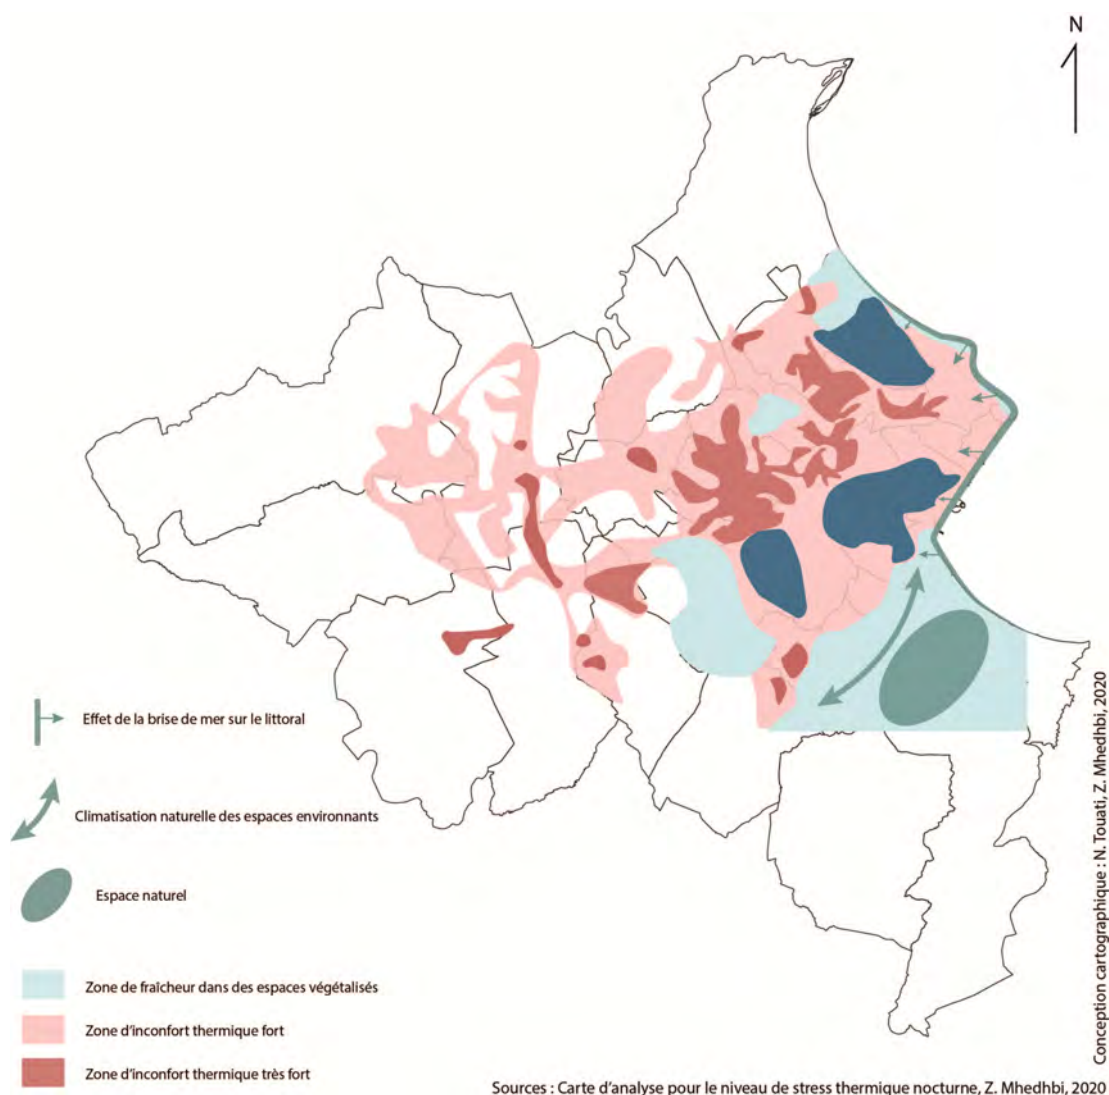 N
Effet de la brise de mer sur le littoral
Climatisation naturelle des espaces environnants
Espace naturel
Zone de fraîcheur dans des espaces végétalisés
Zone d'inconfort thermique fort
Zone d'inconfort thermique très fort
Conception cartographique : N. Touati, Z. Mhedhbi, 2020
Sources : Carte d'analyse pour le niveau de stress thermique nocturne, Z. Mhedhbi, 2020